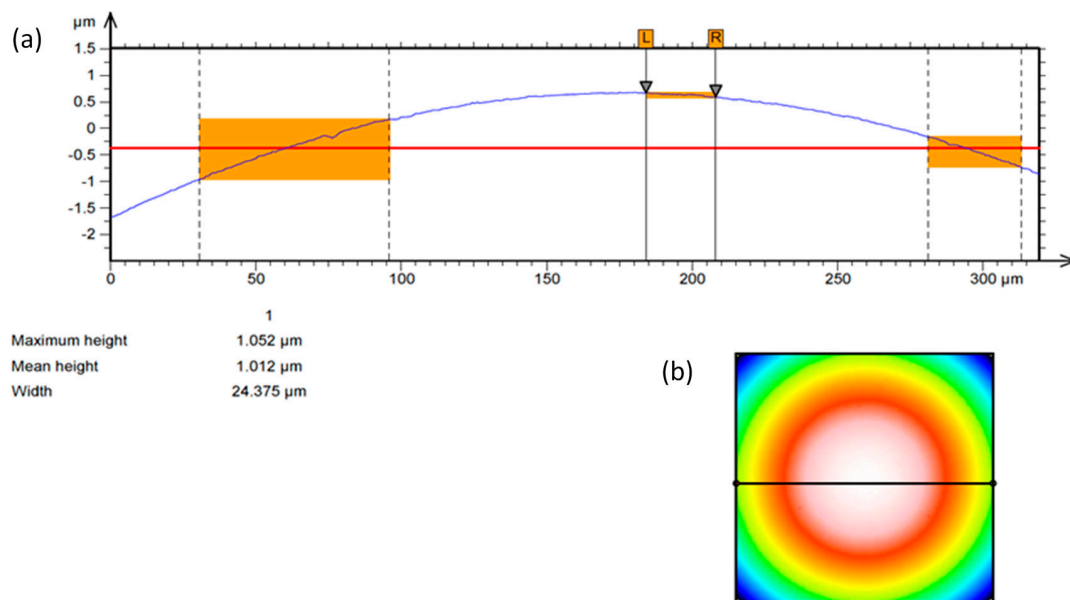 (a)
µm
L
R
1.5
1
0.5
0
-0.5
-1
-1.5
-2
0
50
100
150
200
250
300 µm
1
Maximum height 1.052 µm
Mean height 1.012 µm
Width 24.375 µm
(b)